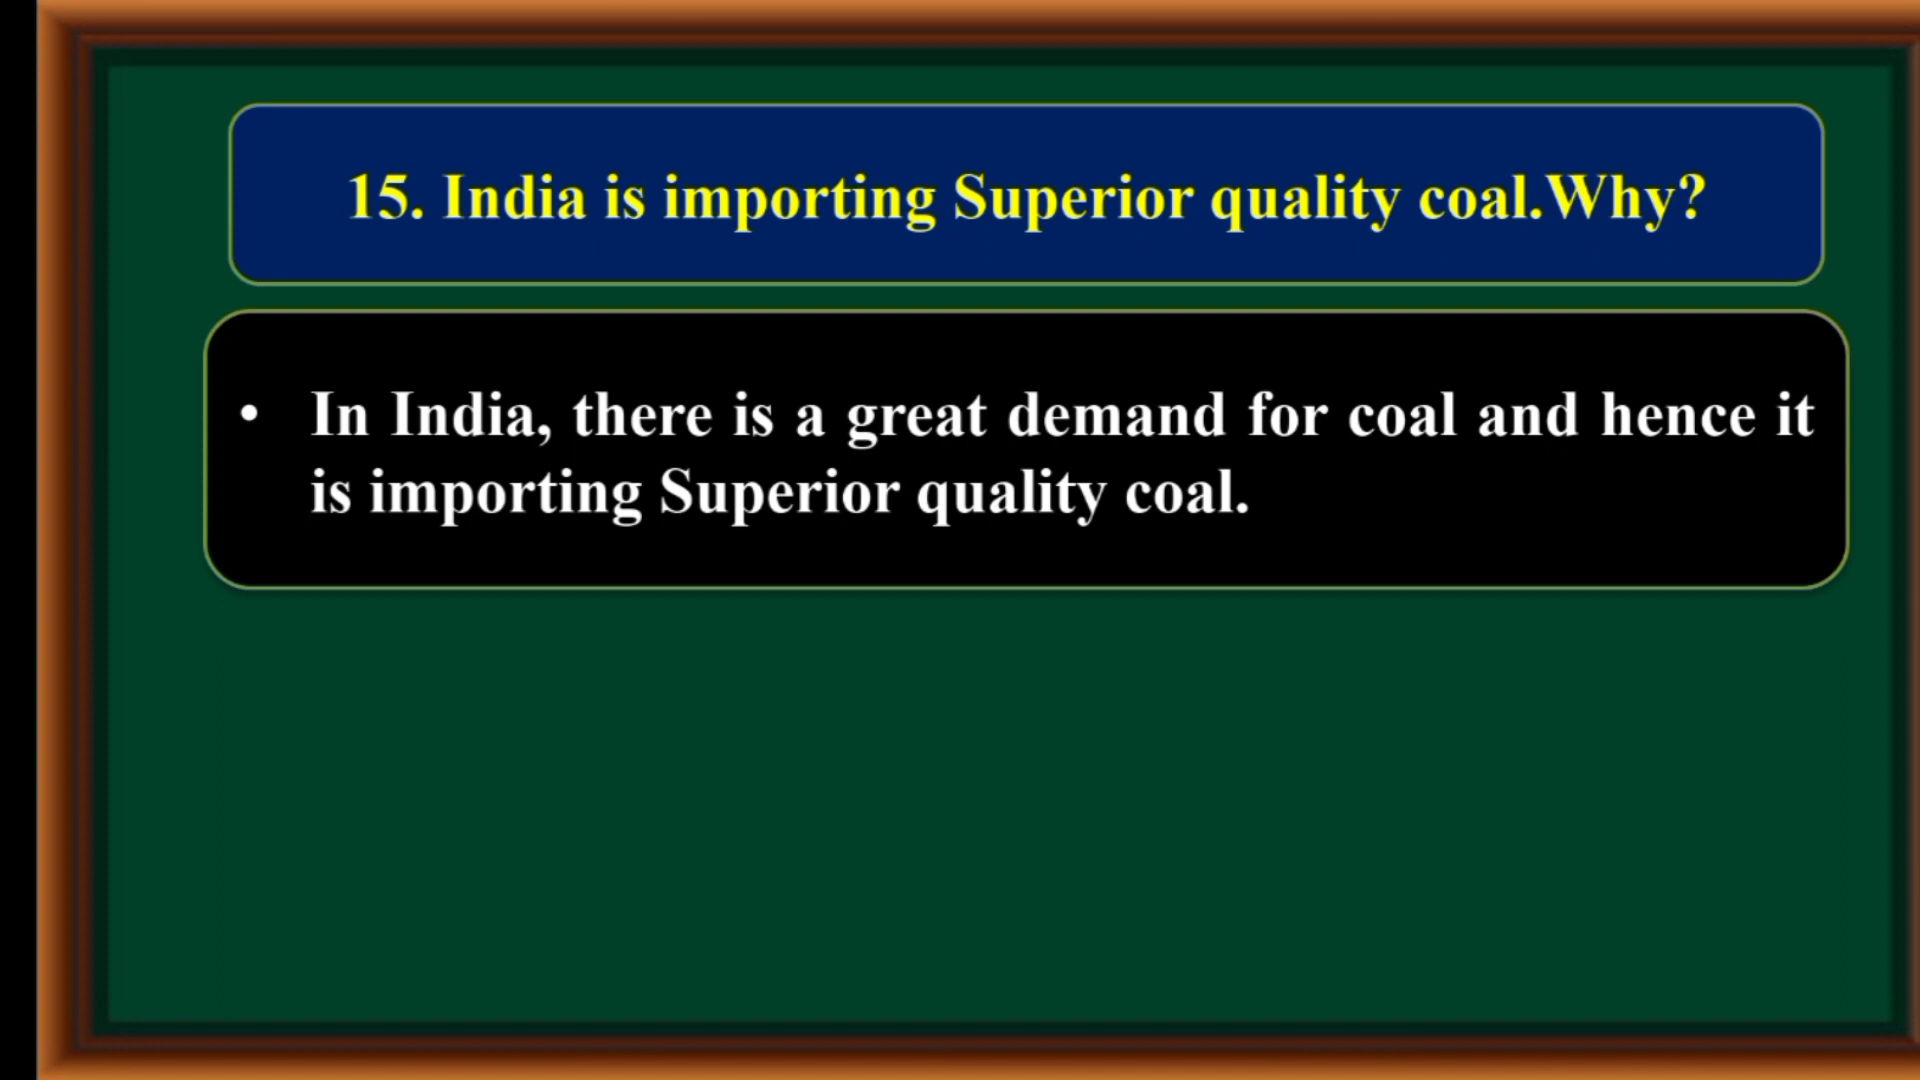 15. India is importing Superior quality coal.Why?
• In India, there is a great demand for coal and hence it
is importing Superior quality coal.